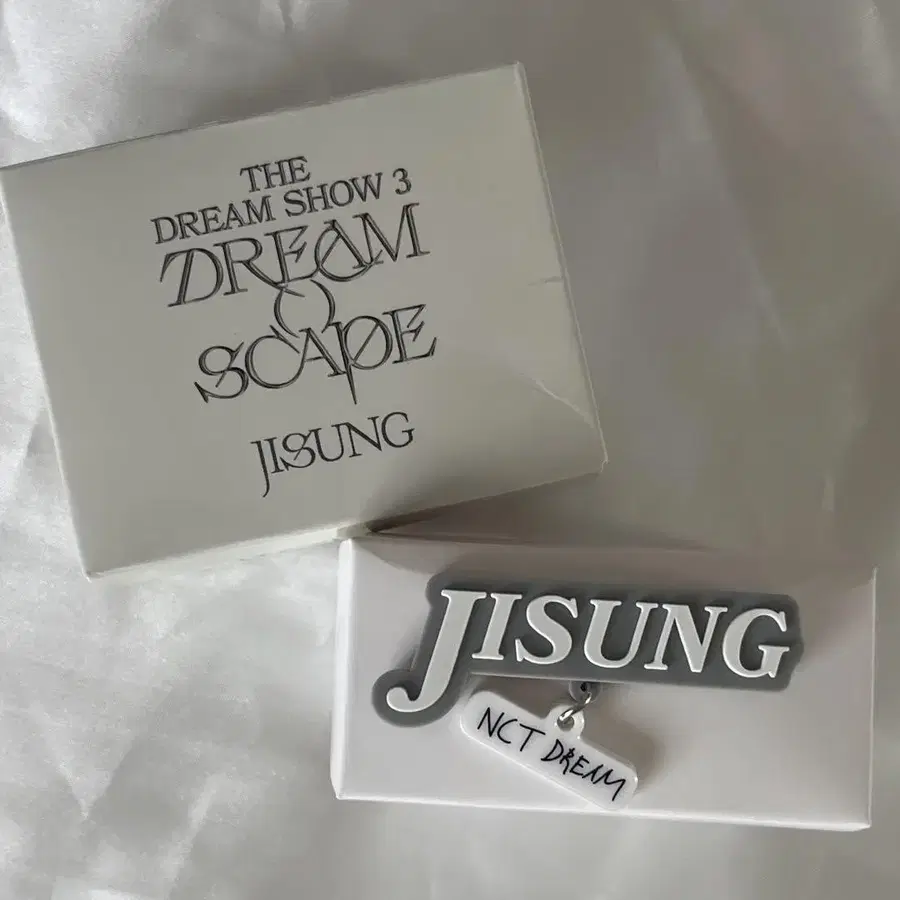 THE
DREAM SHOW 3
DREAM
SCAPE
JISUNG
JISUNG
NCT DREAM